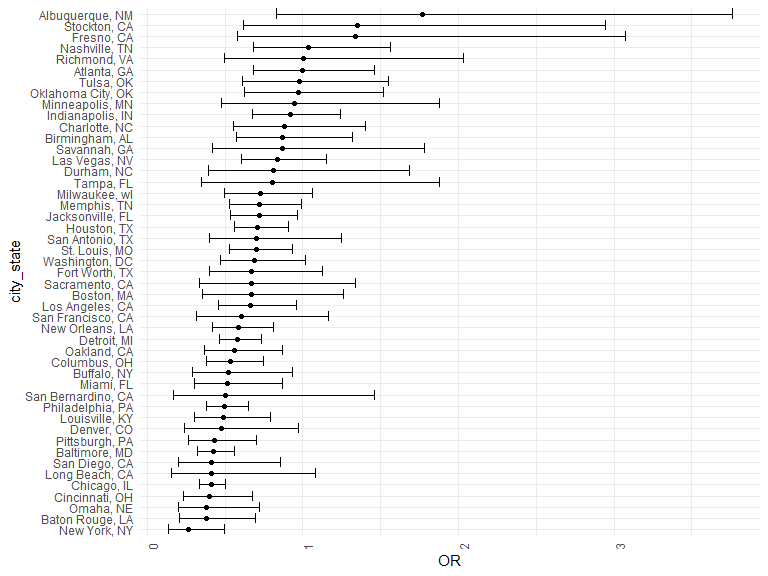 Albuquerque, NM
Stockton, CA
Fresno, CA
Nashville, TN
Richmond, VA
Atlanta, GA
Tulsa, OK
Oklahoma City, OK
Minneapolis, MN
Indianapolis, IN
Charlotte, NC
Birmingham, AL
Savannah, GA
Las Vegas, NV
Durham, NC
Tampa, FL
Milwaukee, wI
Memphis, TN
Jacksonville, FL
Houston, TX
San Antonio, TX
St. Louis, MO
Washington, DC
Fort Worth, TX
Sacramento, CA
Boston, MA
Los Angeles, CA
San Francisco, CA
New Orleans, LA
Detroit, MI
Oakland, CA
Columbus, OH
Buffalo, NY
Miami, FL
San Bernardino, CA
Philadelphia, PA
Louisville, KY
Denver, CO
Pittsburgh, PA
Baltimore, MD
San Diego, CA
Long Beach, CA
Chicago, IL
Cincinnati, OH
Omaha, NE
Baton Rouge, LA
New York, NY
city_state
0 1 2 3
OR